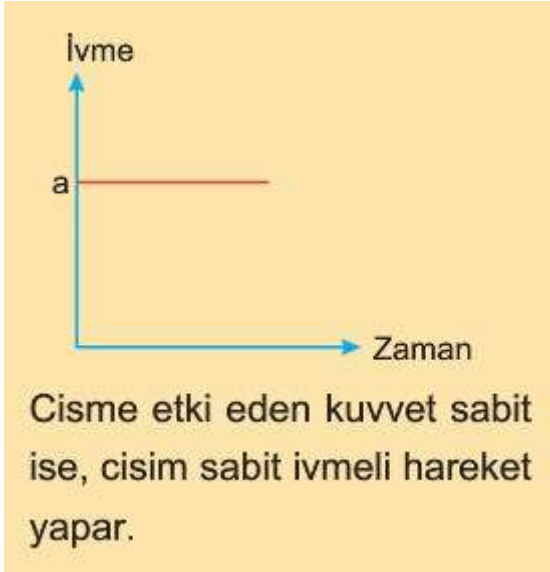 İvme
a
Zaman
Cisme etki eden kuvvet sabit
ise, cisim sabit ivmeli hareket
yapar.